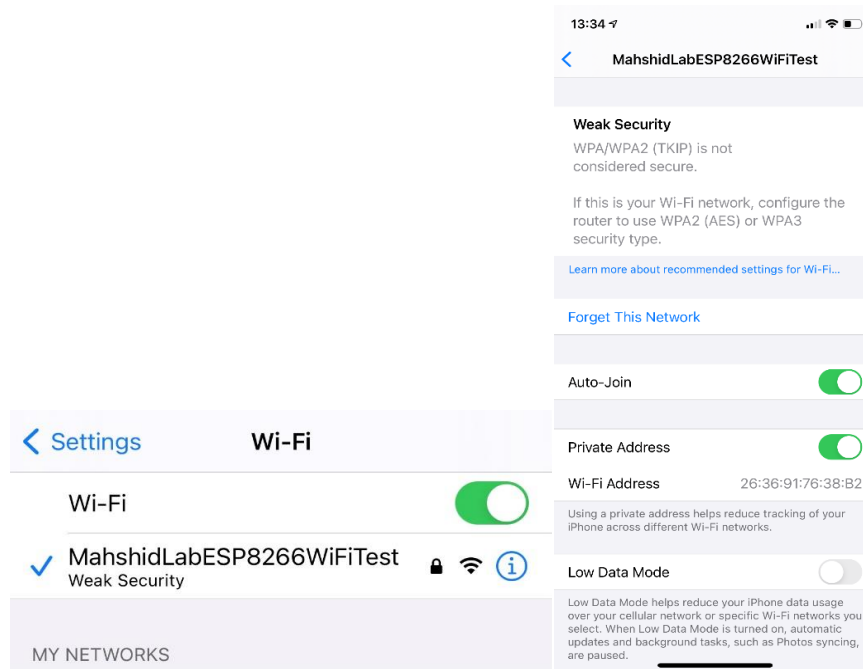 Settings
Wi-Fi
Wi-Fi
MahshidLabESP8266WiFiTest
Weak Security
MY NETWORKS
13:34
MahshidLabESP8266WiFiTest
Weak Security
WPA/WPA2 (TKIP) is not
considered secure.
If this is your Wi-Fi network, configure the
router to use WPA2 (AES) or WPA3
security type.
Learn more about recommended settings for Wi-Fi...
Forget This Network
Auto-Join
Private Address
Wi-Fi Address 26:36:91:76:38:B2
Using a private address helps reduce tracking of your
iPhone across different Wi-Fi networks.
Low Data Mode
Low Data Mode helps reduce your iPhone data usage
over your cellular network or specific Wi-Fi networks you
select. When Low Data Mode is turned on, automatic
updates and background tasks, such as Photos syncing,
are paused.